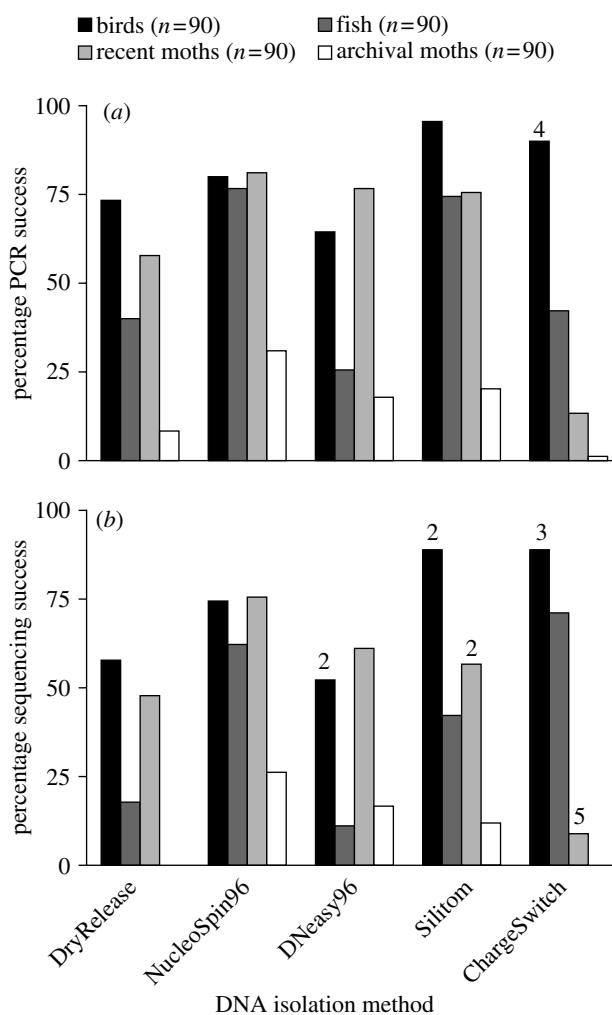 birds (n=90) fish (n=90)
recent moths (n=90) archival moths (n=90)
(a)
percentage PCR success
100
75
50
25
0
4
(b)
percentage sequencing success
100
75
50
25
0
2
2
2
3
5
DryRelease
NucleoSpin96
DNeasy96
Silitom
ChargeSwitch
DNA isolation method